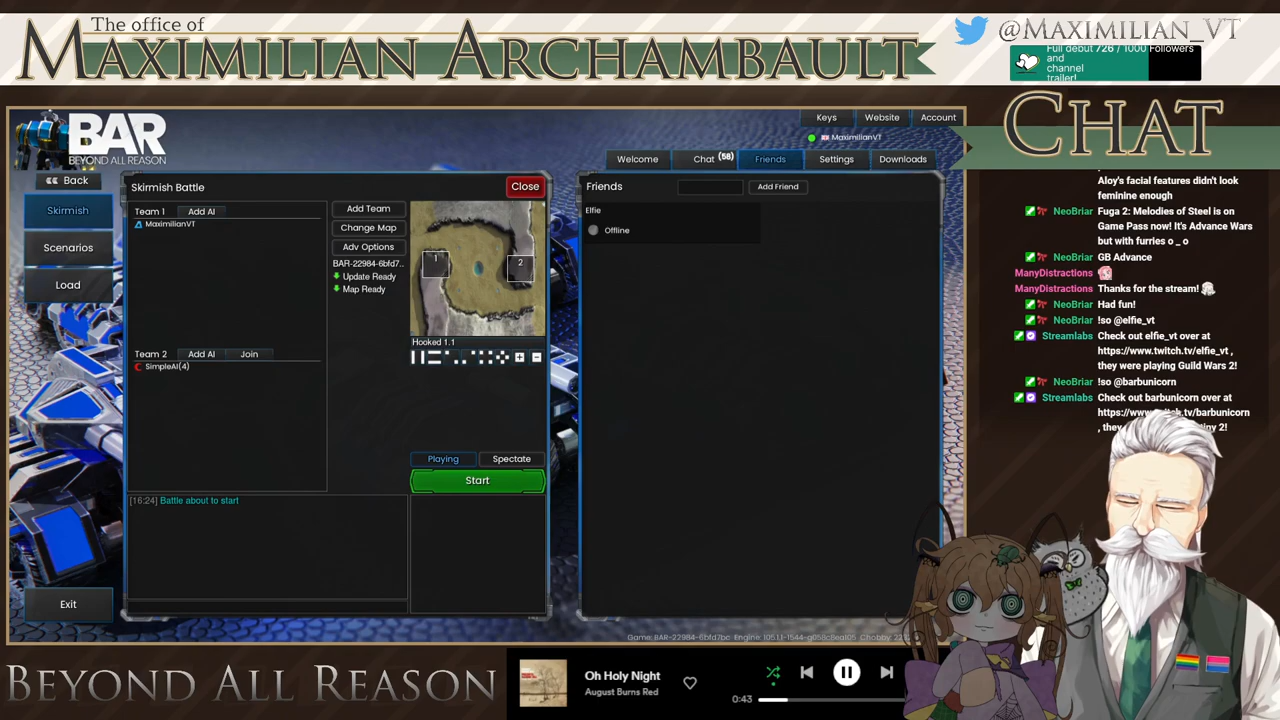 The office of
MAXIMILIAN ARCHAMBAULT
@MAXIMILIAN_VT
Full debut 726 / 1000 Followers
and
channel
trailer!
CHAT
BAR
BEYOND ALL REASON
Keys
Website
Account
MaximilianVT
Welcome
Chat (58)
Friends
Settings
Downloads
Back
Skirmish
Scenarios
Load
Exit
Skirmish Battle
Close
Team 1
Add AI
MaximilianVT
Team 2
Add AI
Join
SimpleAI(4)
Add Team
Change Map
Adv Options
BAR-22984-6bfd7..
Update Ready
Map Ready
1
2
Hooked 1.1
Playing
Spectate
Start
[16:24] Battle about to start
Friends
Add Friend
Elfie
Offline
Aloy's facial features didn't look
feminine enough
NeoBriar Fuga 2: Melodies of Steel is on
Game Pass now! It's Advance Wars
but with furries o _ o
NeoBriar GB Advance
ManyDistractions
ManyDistractions Thanks for the stream!
NeoBriar Had fun!
NeoBriar !so @elfie_vt
Streamlabs Check out elfie_vt over at
https://www.twitch.tv/elfie_vt ,
they were playing Guild Wars 2!
NeoBriar !so @barbunicorn
Streamlabs Check out barbunicorn over at
BEYOND ALL REASON
Oh Holy Night
August Burns Red
0:43